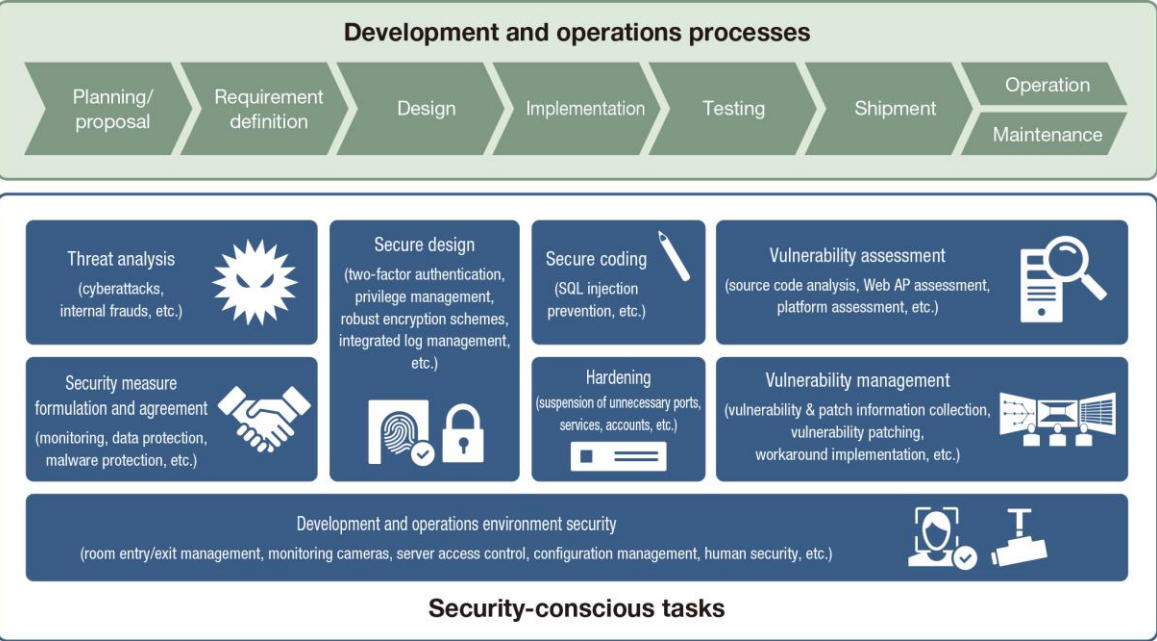 Development and operations processes
Planning/
proposal
Requirement
definition
Design
Implementation
Testing
Shipment
Operation
Maintenance
Threat analysis
(cyberattacks,
internal frauds, etc.)
Security measure
formulation and agreement
(monitoring, data protection,
malware protection, etc.)
Secure design
(two-factor authentication,
privilege management,
robust encryption schemes,
integrated log management,
etc.)
Secure coding
(SQL injection
prevention, etc.)
Hardening
(suspension of unnecessary ports,
services, accounts, etc.)
Vulnerability assessment
(source code analysis, Web AP assessment,
platform assessment, etc.)
Vulnerability management
(vulnerability & patch information collection,
vulnerability patching,
workaround implementation, etc.)
Development and operations environment security
(room entry/exit management, monitoring cameras, server access control, configuration management, human security, etc.)
Security-conscious tasks